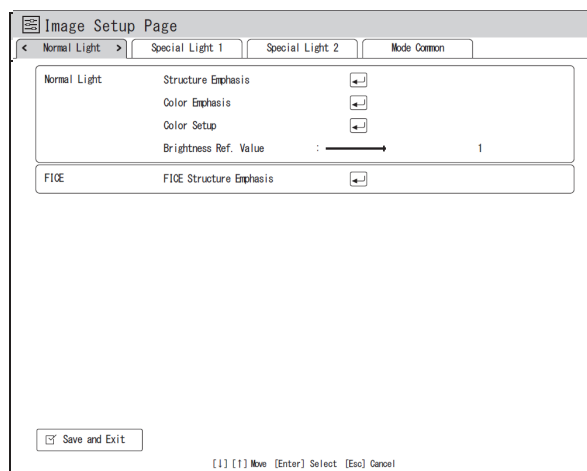 Image Setup Page
< Normal Light > Special Light 1 Special Light 2 Mode Common
Normal Light Structure Emphasis
Color Emphasis
Color Setup
Brightness Ref. Value : 1
FICE FICE Structure Emphasis
Save and Exit
[↓] [↑] Move [Enter] Select [Esc] Cancel